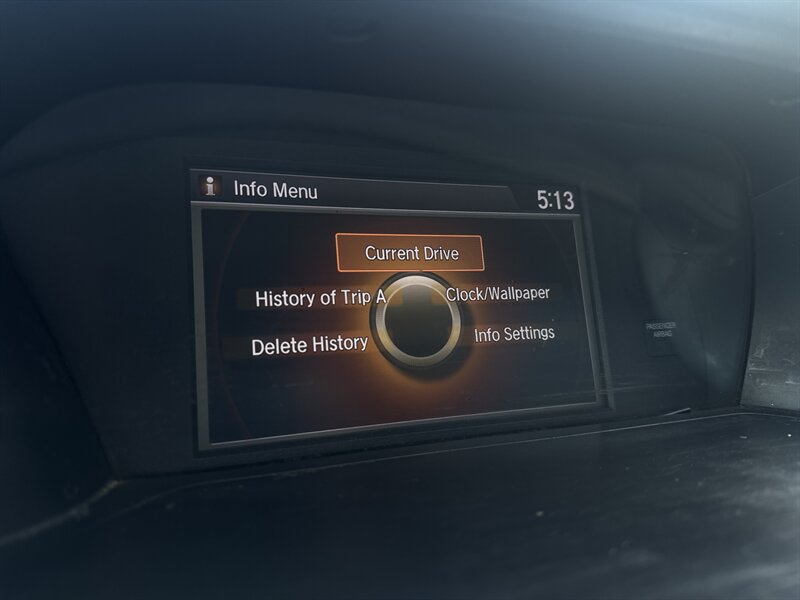 i Info Menu 5:13
Current Drive
History of Trip A Clock/Wallpaper
Delete History Info Settings
PASSENGER
AIRBAG